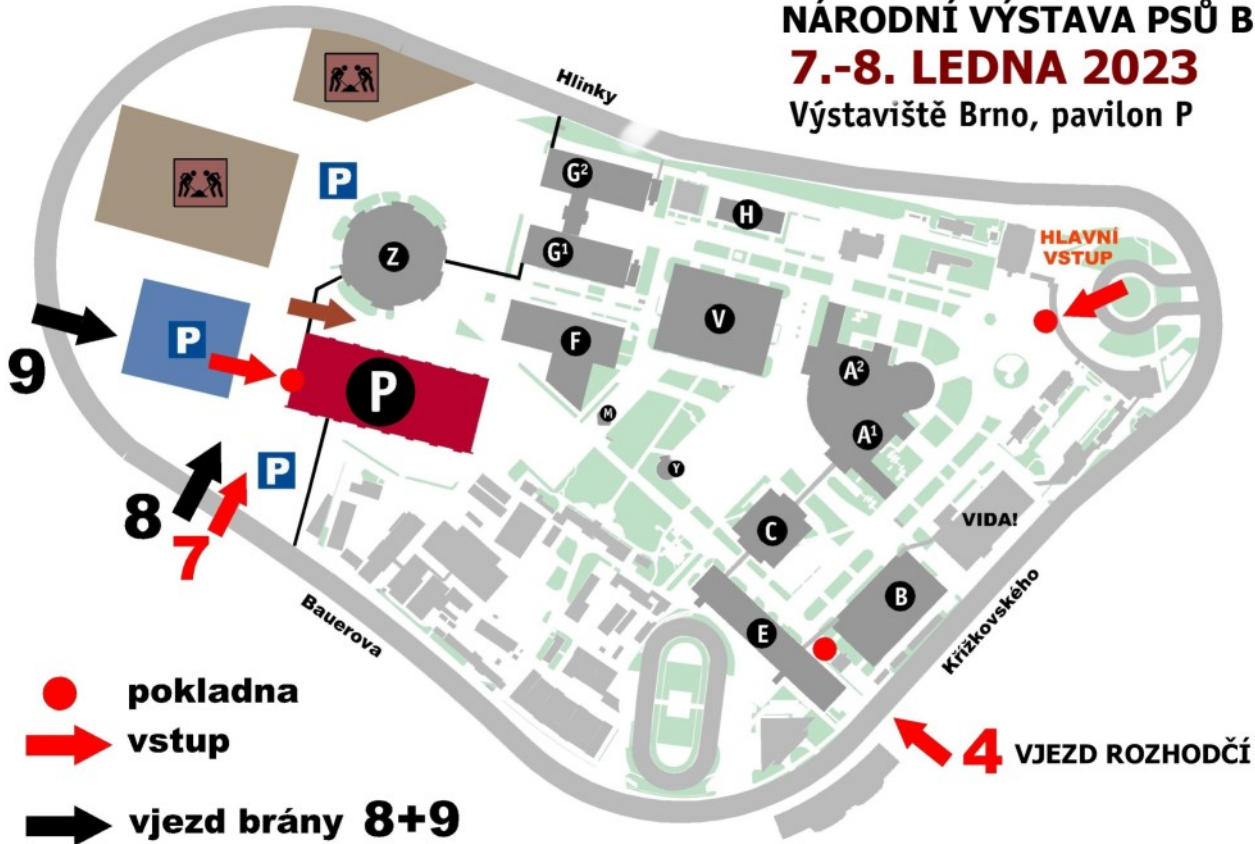 NÁRODNÍ VÝSTAVA PSŮ B
7.-8. LEDNA 2023
Výstaviště Brno, pavilon P
Hlinky
P
G²
H
G¹
Z
HLAVNÍ
VSTUP
V
F
P
9
P
A²
M
A¹
Y
P
8
7
C
VIDA!
B
E
Bauerova
Křížkovského
pokladna
vstup
4 VJEZD ROZHODČÍ
vjezd brány 8+9